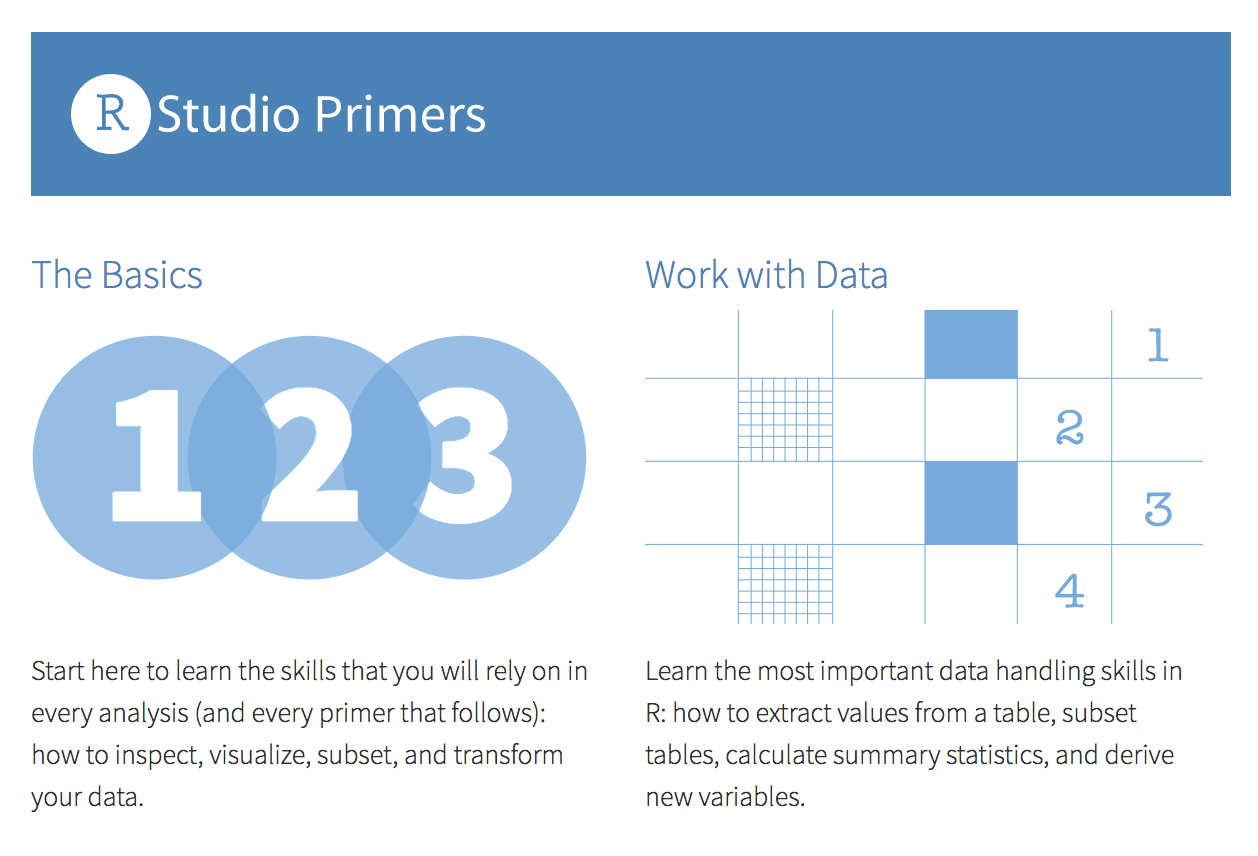 R Studio Primers
The Basics
1 2 3
Start here to learn the skills that you will rely on in
every analysis (and every primer that follows):
how to inspect, visualize, subset, and transform
your data.
Work with Data
1
2
3
4
Learn the most important data handling skills in
R: how to extract values from a table, subset
tables, calculate summary statistics, and derive
new variables.